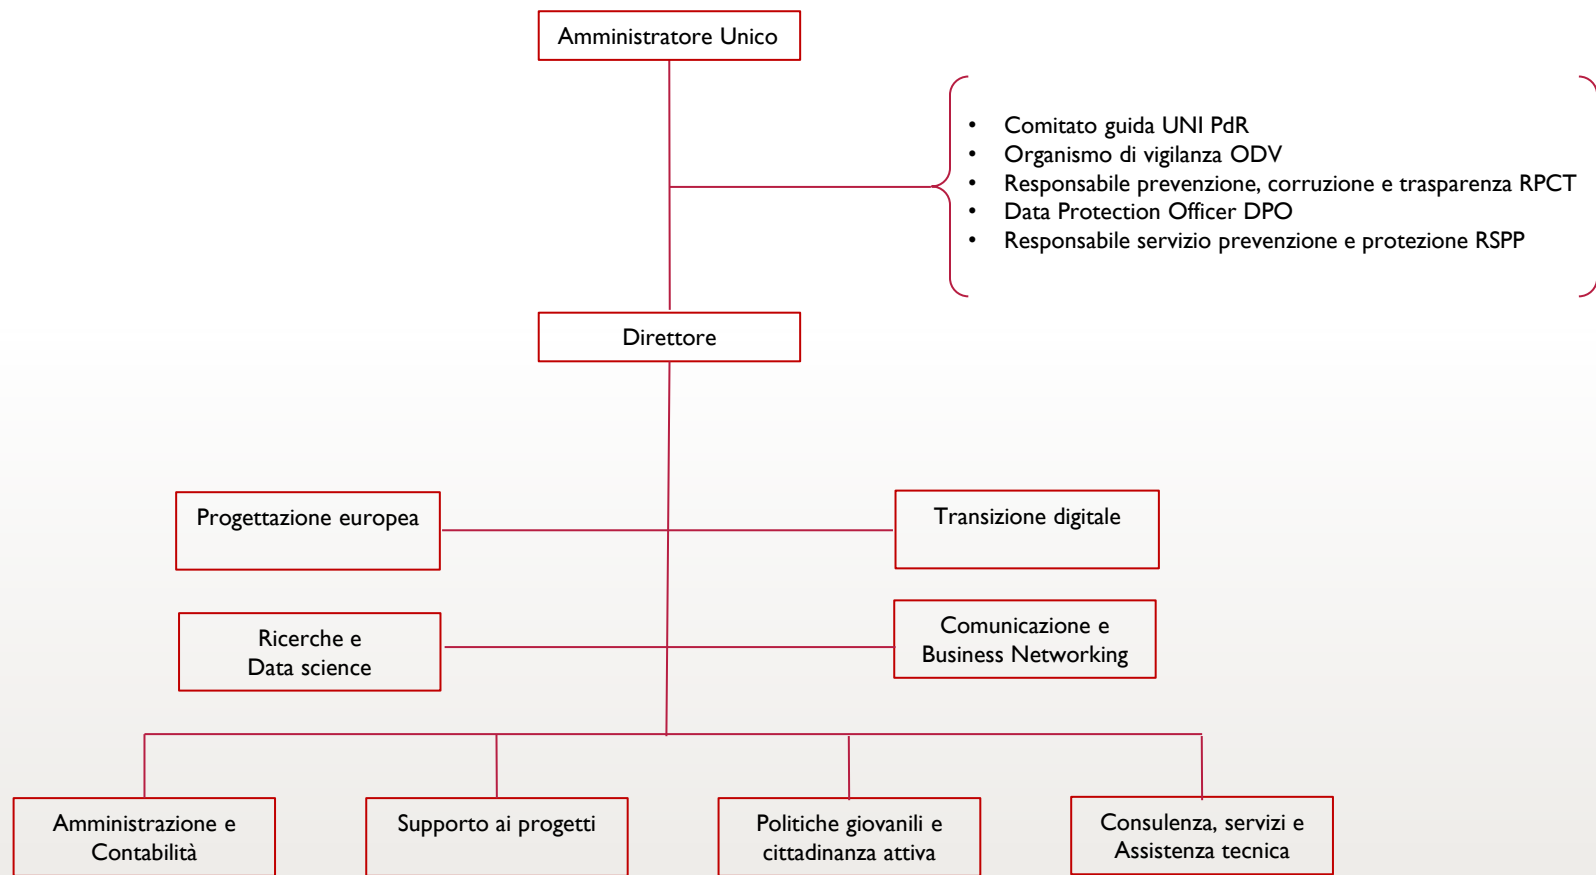 Amministratore Unico
• Comitato guida UNI PdR
• Organismo di vigilanza ODV
• Responsabile prevenzione, corruzione e trasparenza RPCT
• Data Protection Officer DPO
• Responsabile servizio prevenzione e protezione RSPP
Direttore
Progettazione europea
Transizione digitale
Ricerche e
Data science
Comunicazione e
Business Networking
Amministrazione e
Contabilità
Supporto ai progetti
Politiche giovanili e
cittadinanza attiva
Consulenza, servizi e
Assistenza tecnica